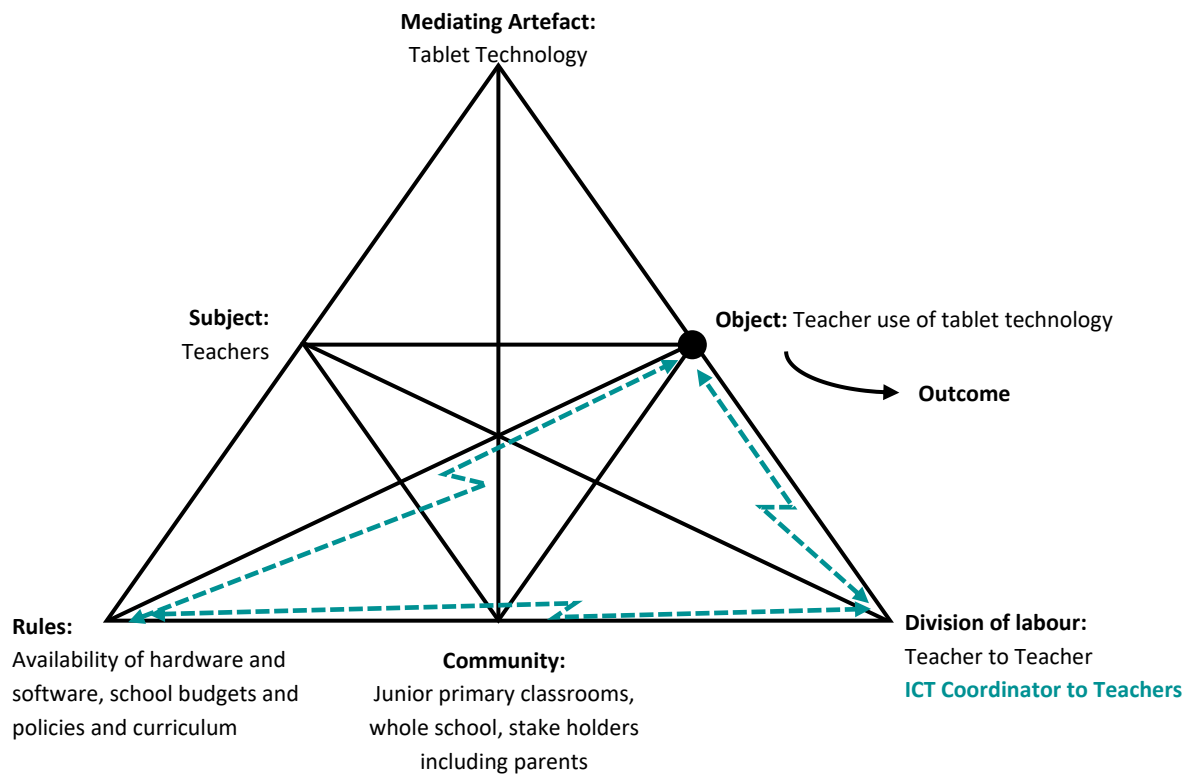 Mediating Artefact:
Tablet Technology
Subject:
Teachers
Object: Teacher use of tablet technology
Outcome
Rules:
Availability of hardware and
software, school budgets and
policies and curriculum
Community:
Junior primary classrooms,
whole school, stake holders
including parents
Division of labour:
Teacher to Teacher
ICT Coordinator to Teachers